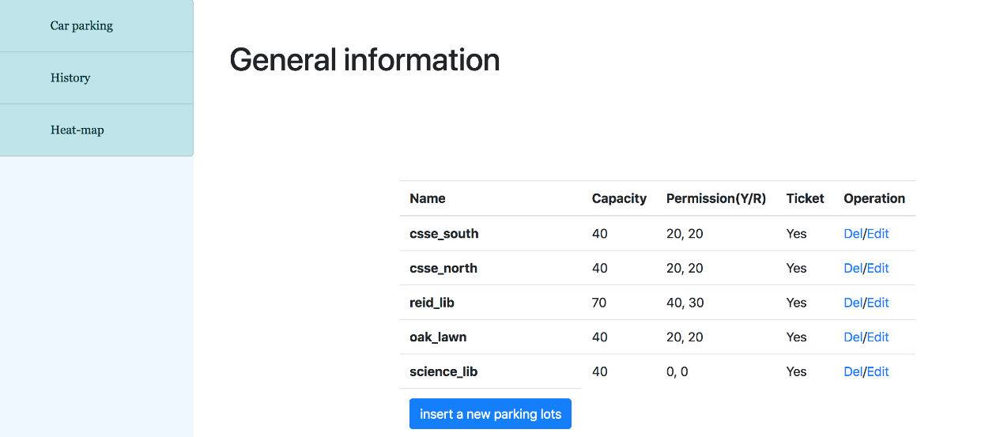 Car parking
History
Heat-map
General information
Name Capacity Permission(Y/R) Ticket Operation
csse_south 40 20, 20 Yes Del/Edit
csse_north 40 20, 20 Yes Del/Edit
reid_lib 70 40, 30 Yes Del/Edit
oak_lawn 40 20, 20 Yes Del/Edit
science_lib 40 0, 0 Yes Del/Edit
insert a new parking lots